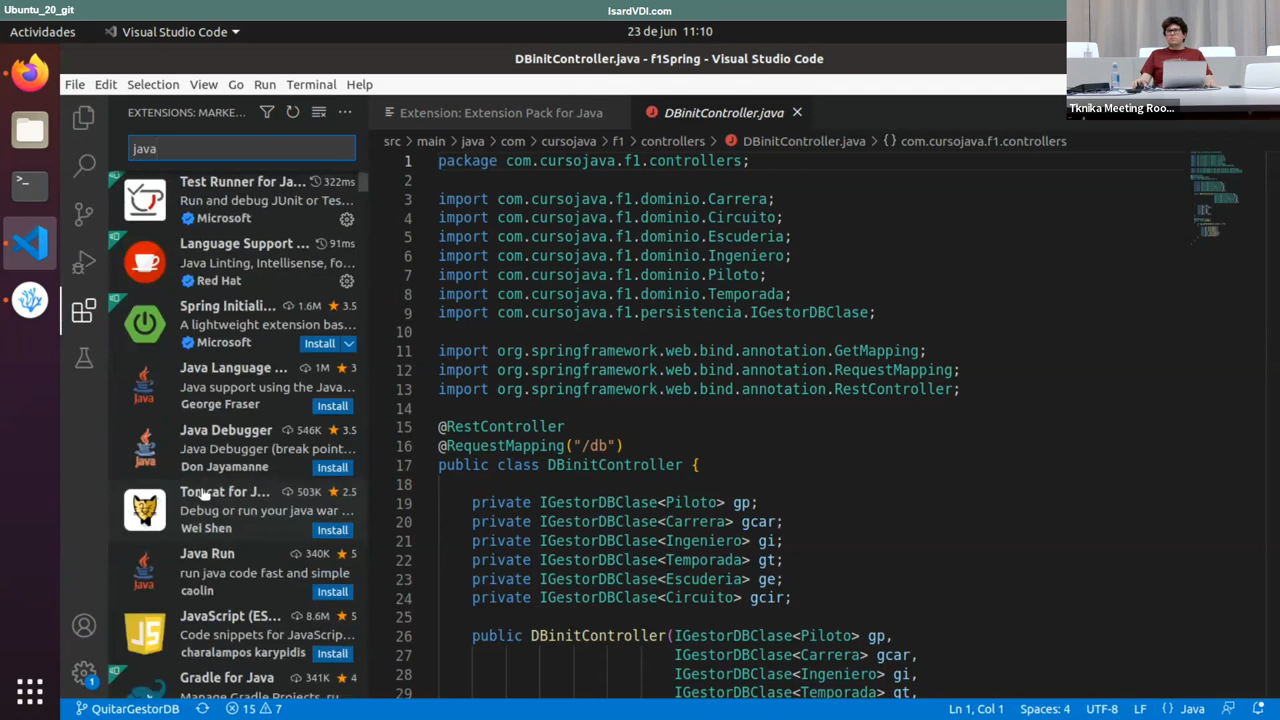 Ubuntu_20_git
IsardVDI.com
Actividades
Visual Studio Code
23 de jun 11:10
Tknika Meeting Roo...
DBinitController.java - f1Spring - Visual Studio Code
File Edit Selection View Go Run Terminal Help
EXTENSIONS: MARKE...
Extension: Extension Pack for Java
DBinitController.java
java
src main java com cursojava f1 controllers DBinitController.java {} com.cursojava.f1.controllers
Test Runner for Ja... 322ms
Run and debug JUnit or Tes...
Microsoft
Language Support ... 91ms
Java Linting, Intellisense, fo...
Red Hat
Spring Initiali... 1.6M 3.5
A lightweight extension bas...
Microsoft
Install
Java Language ... 1M 3
Java support using the Java...
George Fraser
Install
Java Debugger 546K 3.5
Java Debugger (break point...
Don Jayamanne
Install
Tomcat for J... 503K 2.5
Debug or run your java war ...
Wei Shen
Install
Java Run 340K 5
run java code fast and simple
caolin
Install
JavaScript (ES... 8.6M 5
Code snippets for JavaScrip...
charalampos karypidis
Install
Gradle for Java 341K 4
Manage Gradle Projects, ru...
1 package com.cursojava.f1.controllers;
2
3 import com.cursojava.f1.dominio.Carrera;
4 import com.cursojava.f1.dominio.Circuito;
5 import com.cursojava.f1.dominio.Escuderia;
6 import com.cursojava.f1.dominio.Ingeniero;
7 import com.cursojava.f1.dominio.Piloto;
8 import com.cursojava.f1.dominio.Temporada;
9 import com.cursojava.f1.persistencia.IGestorDBClase;
10
11 import org.springframework.web.bind.annotation.GetMapping;
12 import org.springframework.web.bind.annotation.RequestMapping;
13 import org.springframework.web.bind.annotation.RestController;
14
15 @RestController
16 @RequestMapping("/db")
17 public class DBinitController {
18
19 private IGestorDBClase<Piloto> gp;
20 private IGestorDBClase<Carrera> gcar;
21 private IGestorDBClase<Ingeniero> gi;
22 private IGestorDBClase<Temporada> gt;
23 private IGestorDBClase<Escuderia> ge;
24 private IGestorDBClase<Circuito> gcir;
25
26 public DBinitController(IGestorDBClase<Piloto> gp,
27 IGestorDBClase<Carrera> gcar,
28 IGestorDBClase<Ingeniero> gi,
29 IGestorDBClase<Temporada> gt,
1
QuitarGestorDB 15 7
Ln 1, Col 1 Spaces: 4 UTF-8 LF {} Java